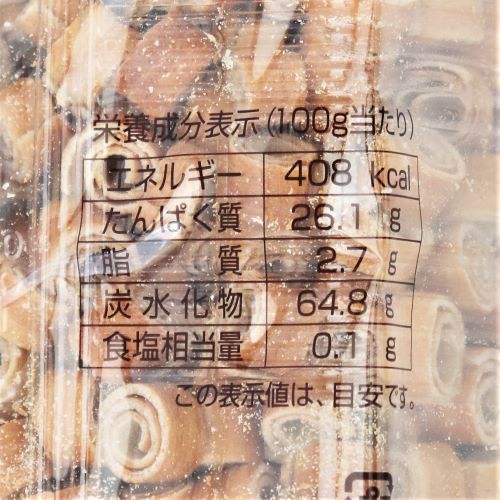 栄養成分表示(100g当たり)
エネルギー 408 kcal
たんぱく質 26.1 g
脂質 2.7 g
炭水化物 64.8 g
食塩相当量 0.1 g
この表示値は、目安です。